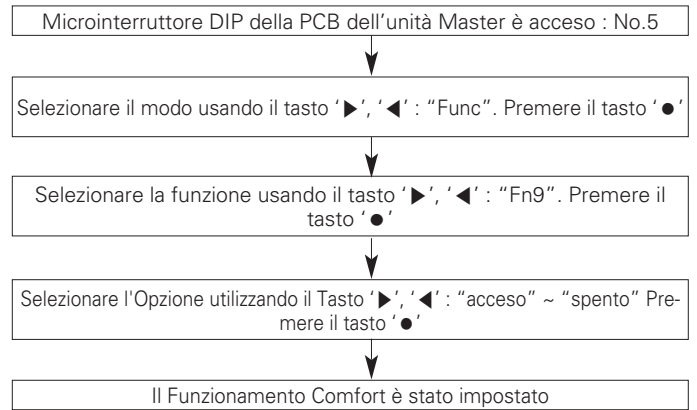 Microinterruttore DIP della PCB dell'unità Master è acceso : No.5
Selezionare il modo usando il tasto ‘▶’, ‘◀’ : “Func”. Premere il tasto ‘●’
Selezionare la funzione usando il tasto ‘▶’, ‘◀’ : “Fn9”. Premere il
tasto ‘●’
Selezionare l'Opzione utilizzando il Tasto ‘▶’, ‘◀’ : “acceso” ~ “spento” Pre-
mere il tasto ‘●’
Il Funzionamento Comfort è stato impostato